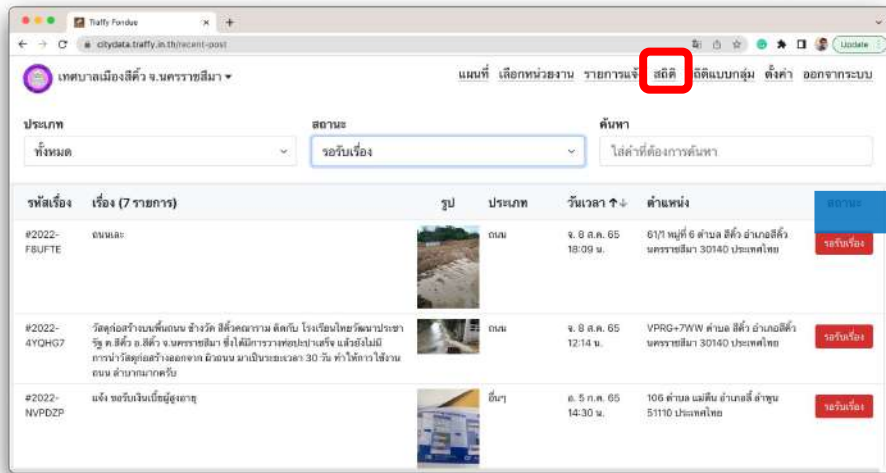 Traffy Fondue
citydata.traffy.in.th/recent-post
Update
เทศบาลเมืองสีคิ้ว จ.นครราชสีมา
แผนที่ เลือกหน่วยงาน รายการแจ้ สถิติ ถิติแบบกลุ่ม ตั้งค่า ออกจากระบบ
ประเภท สถานะ ค้นหา
ทั้งหมด รอรับเรื่อง ใส่คำที่ต้องการค้นหา
รหัสเรื่อง เรื่อง (7 รายการ) รูป ประเภท วันเวลา ↑↓ ตำแหน่ง สถานะ
#2022-F8UFTE ถนนเละ ถนน จ. 8 ส.ค. 65 18:09 น. 61/1 หมู่ที่ 6 ตำบล สีคิ้ว อำเภอสีคิ้ว นครราชสีมา 30140 ประเทศไทย รอรับเรื่อง
#2022-4YQHG7 วัสดุก่อสร้างบนพื้นถนน ข้างวัด สีคิ้วคณาราม ติดกับ โรงเรียนไทยวัฒนาประชา
รัฐ ต.สีคิ้ว อ.สีคิ้ว จ.นครราชสีมา ซึ่งได้มีการวางท่อปะปาเสร็จ แล้วยังไม่มี
การนำวัสดุก่อสร้างออกจาก ผิวถนน มาเป็นระยะเวลา 30 วัน ทำให้การใช้งาน
ถนน ลำบากมากครับ
ถนน จ. 8 ส.ค. 65 12:14 น. VPRG+7WW ตำบล สีคิ้ว อำเภอสีคิ้ว นครราชสีมา 30140 ประเทศไทย รอรับเรื่อง
#2022-NVPDZP แจ้ง ขอรับเงินเบี้ยผู้สูงอายุ อื่นๆ อ. 5 ก.ค. 65 14:30 น. 106 ตำบล แม่ตืน อำเภอลี้ ลำพูน 51110 ประเทศไทย รอรับเรื่อง